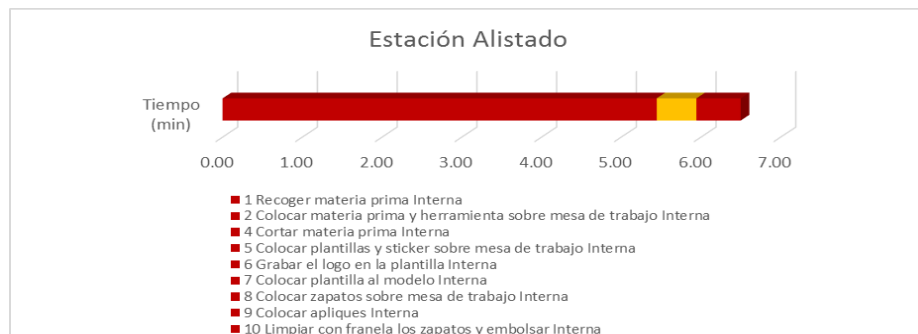 Estación Alistado
Tiempo
(min)
0.00 1.00 2.00 3.00 4.00 5.00 6.00 7.00
1 Recoger materia prima Interna
2 Colocar materia prima y herramienta sobre mesa de trabajo Interna
4 Cortar materia prima Interna
5 Colocar plantillas y sticker sobre mesa de trabajo Interna
6 Grabar el logo en la plantilla Interna
7 Colocar plantilla al modelo Interna
8 Colocar zapatos sobre mesa de trabajo Interna
9 Colocar apliques Interna
10 Limpiar con franela los zapatos y embolsar Interna